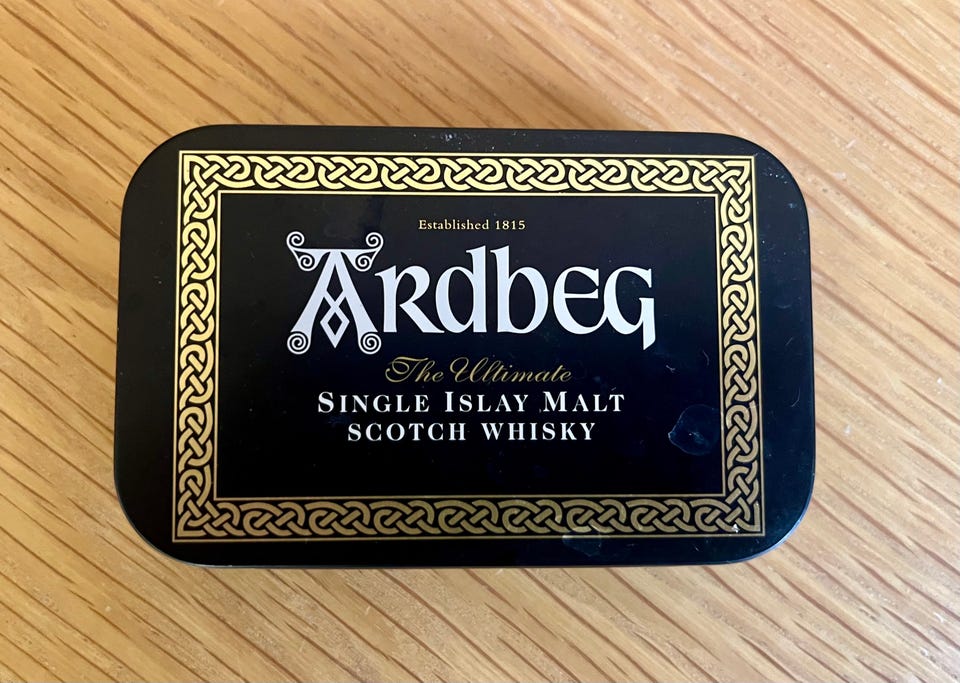 Established 1815
Ardbeg
The Ultimate
SINGLE ISLAY MALT
SCOTCH WHISKY